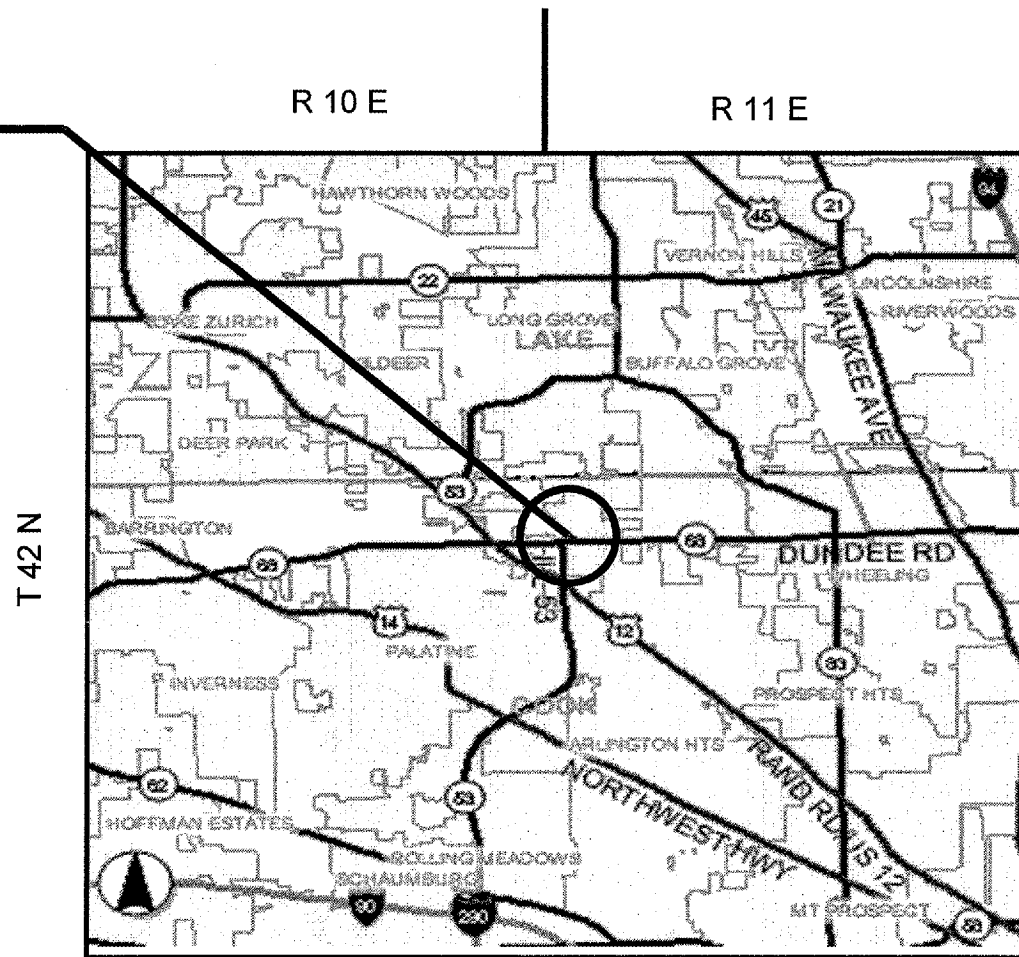 R 10 E
R 11 E
T 42 N
HAWTHORN WOODS
94
45
21
VERNON HILLS
22
LINCOLNSHIRE
RIVERWOODS
ZURICH
LONG GROVE
LAKE
BUFFALO GROVE
MILWAUKEE AVE
DEER PARK
53
BARRINGTON
68
68
DUNDEE RD
WHEELING
53
14
12
PALATINE
83
INVERNESS
PROSPECT HTS
COOK
ARLINGTON HTS
NORTHWEST HWY
RAND RD/US 12
62
53
HOFFMAN ESTATES
ROLLING MEADOWS
SCHAUMBURG
90
290
MT PROSPECT
58